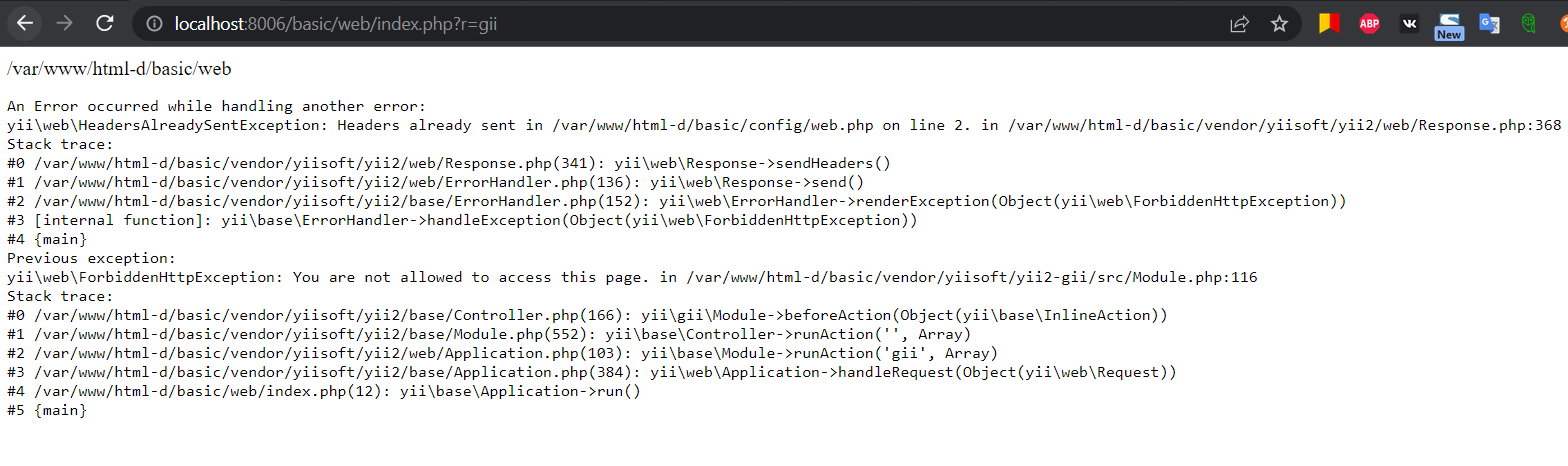 localhost:8006/basic/web/index.php?r=gii
ABP
New
G
/var/www/html-d/basic/web
An Error occurred while handling another error:
yii\web\HeadersAlreadySentException: Headers already sent in /var/www/html-d/basic/config/web.php on line 2. in /var/www/html-d/basic/vendor/yiisoft/yii2/web/Response.php:368
Stack trace:
#0 /var/www/html-d/basic/vendor/yiisoft/yii2/web/Response.php(341): yii\web\Response->sendHeaders()
#1 /var/www/html-d/basic/vendor/yiisoft/yii2/web/ErrorHandler.php(136): yii\web\Response->send()
#2 /var/www/html-d/basic/vendor/yiisoft/yii2/base/ErrorHandler.php(152): yii\web\ErrorHandler->renderException(Object(yii\web\ForbiddenHttpException))
#3 [internal function]: yii\base\ErrorHandler->handleException(Object(yii\web\ForbiddenHttpException))
#4 {main}
Previous exception:
yii\web\ForbiddenHttpException: You are not allowed to access this page. in /var/www/html-d/basic/vendor/yiisoft/yii2-gii/src/Module.php:116
Stack trace:
#0 /var/www/html-d/basic/vendor/yiisoft/yii2/base/Controller.php(166): yii\gii\Module->beforeAction(Object(yii\base\InlineAction))
#1 /var/www/html-d/basic/vendor/yiisoft/yii2/base/Module.php(552): yii\base\Controller->runAction('', Array)
#2 /var/www/html-d/basic/vendor/yiisoft/yii2/web/Application.php(103): yii\base\Module->runAction('gii', Array)
#3 /var/www/html-d/basic/vendor/yiisoft/yii2/base/Application.php(384): yii\web\Application->handleRequest(Object(yii\web\Request))
#4 /var/www/html-d/basic/web/index.php(12): yii\base\Application->run()
#5 {main}